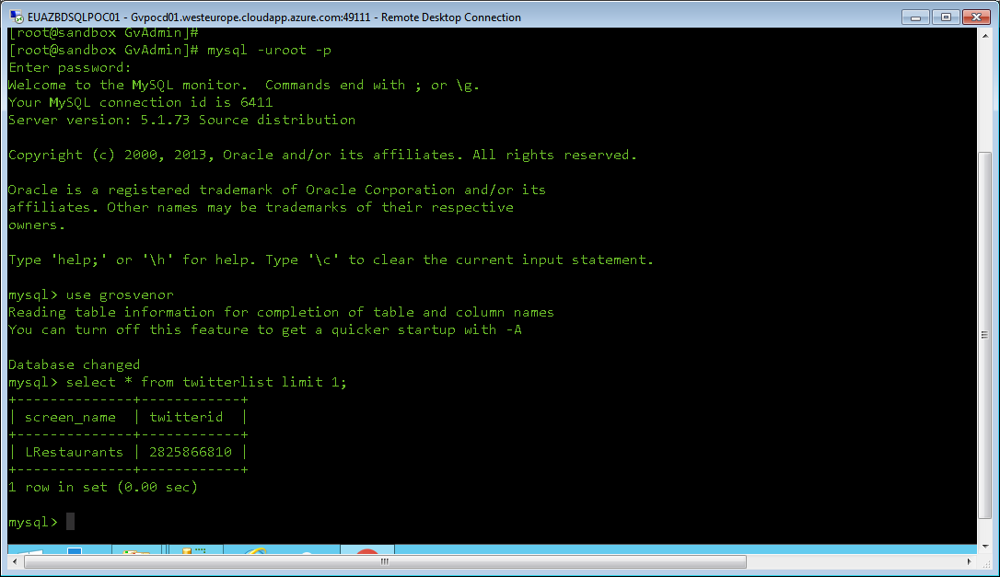 EUAZBDSQLPOC01 - Gvpocd01.westeurope.cloudapp.azure.com:49111 - Remote Desktop Connection
[root@sandbox GvAdmin]#
[root@sandbox GvAdmin]# mysql -uroot -p
Enter password:
Welcome to the MySQL monitor.  Commands end with ; or \g.
Your MySQL connection id is 6411
Server version: 5.1.73 Source distribution
Copyright (c) 2000, 2013, Oracle and/or its affiliates. All rights reserved.
Oracle is a registered trademark of Oracle Corporation and/or its
affiliates. Other names may be trademarks of their respective
owners.
Type 'help;' or '\h' for help. Type '\c' to clear the current input statement.
mysql> use grosvenor
Reading table information for completion of table and column names
You can turn off this feature to get a quicker startup with -A
Database changed
mysql> select * from twitterlist limit 1;
+--------------+------------+
| screen_name  | twitterid  |
+--------------+------------+
| LRestaurants | 2825866810 |
+--------------+------------+
1 row in set (0.00 sec)
mysql>